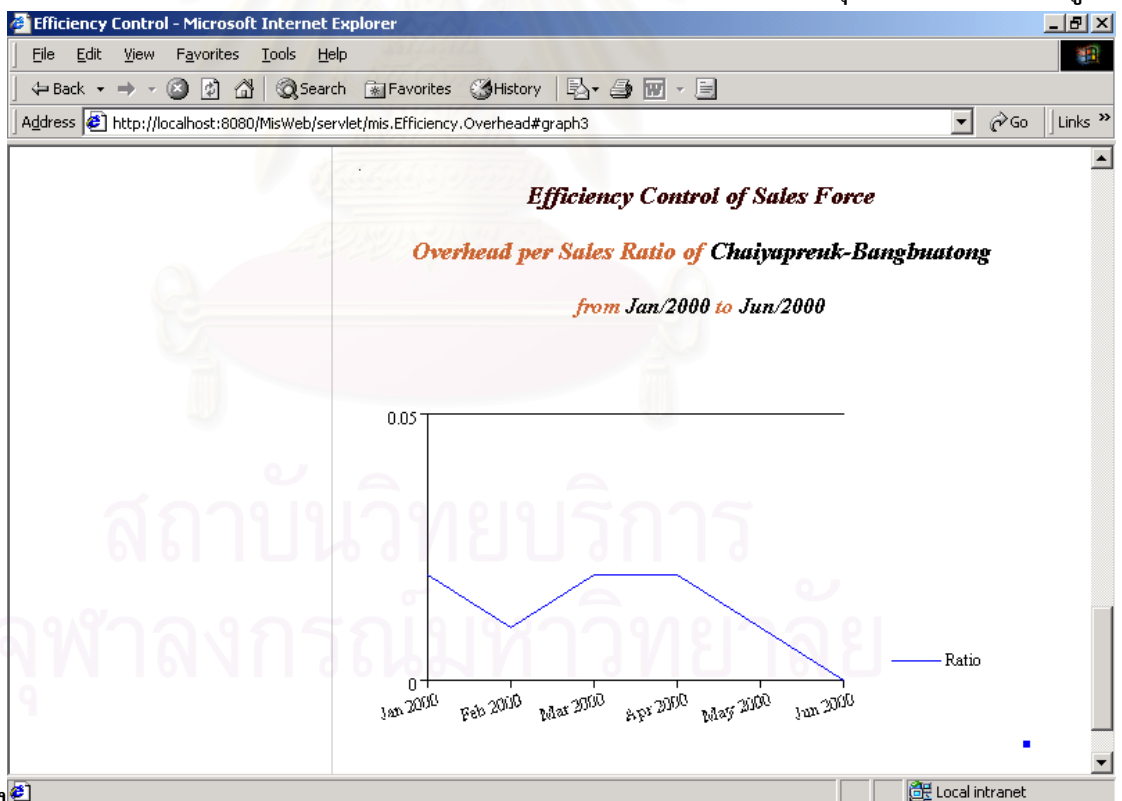 Efficiency Control - Microsoft Internet Explorer
File Edit View Favorites Tools Help
Back Search Favorites History
Address http://localhost:8080/MisWeb/servlet/mis.Efficiency.Overhead#graph3 Go Links »
Efficiency Control of Sales Force
Overhead per Sales Ratio of Chaiyapreuk-Bangbuatong
from Jan/2000 to Jun/2000
0.05
สถาบันวิทยบริการ
จุฬาลงกรณ์มหาวิทยาลัย
Ratio
0
Jan 2000 Feb 2000 Mar 2000 Apr 2000 May 2000 Jun 2000
Local intranet